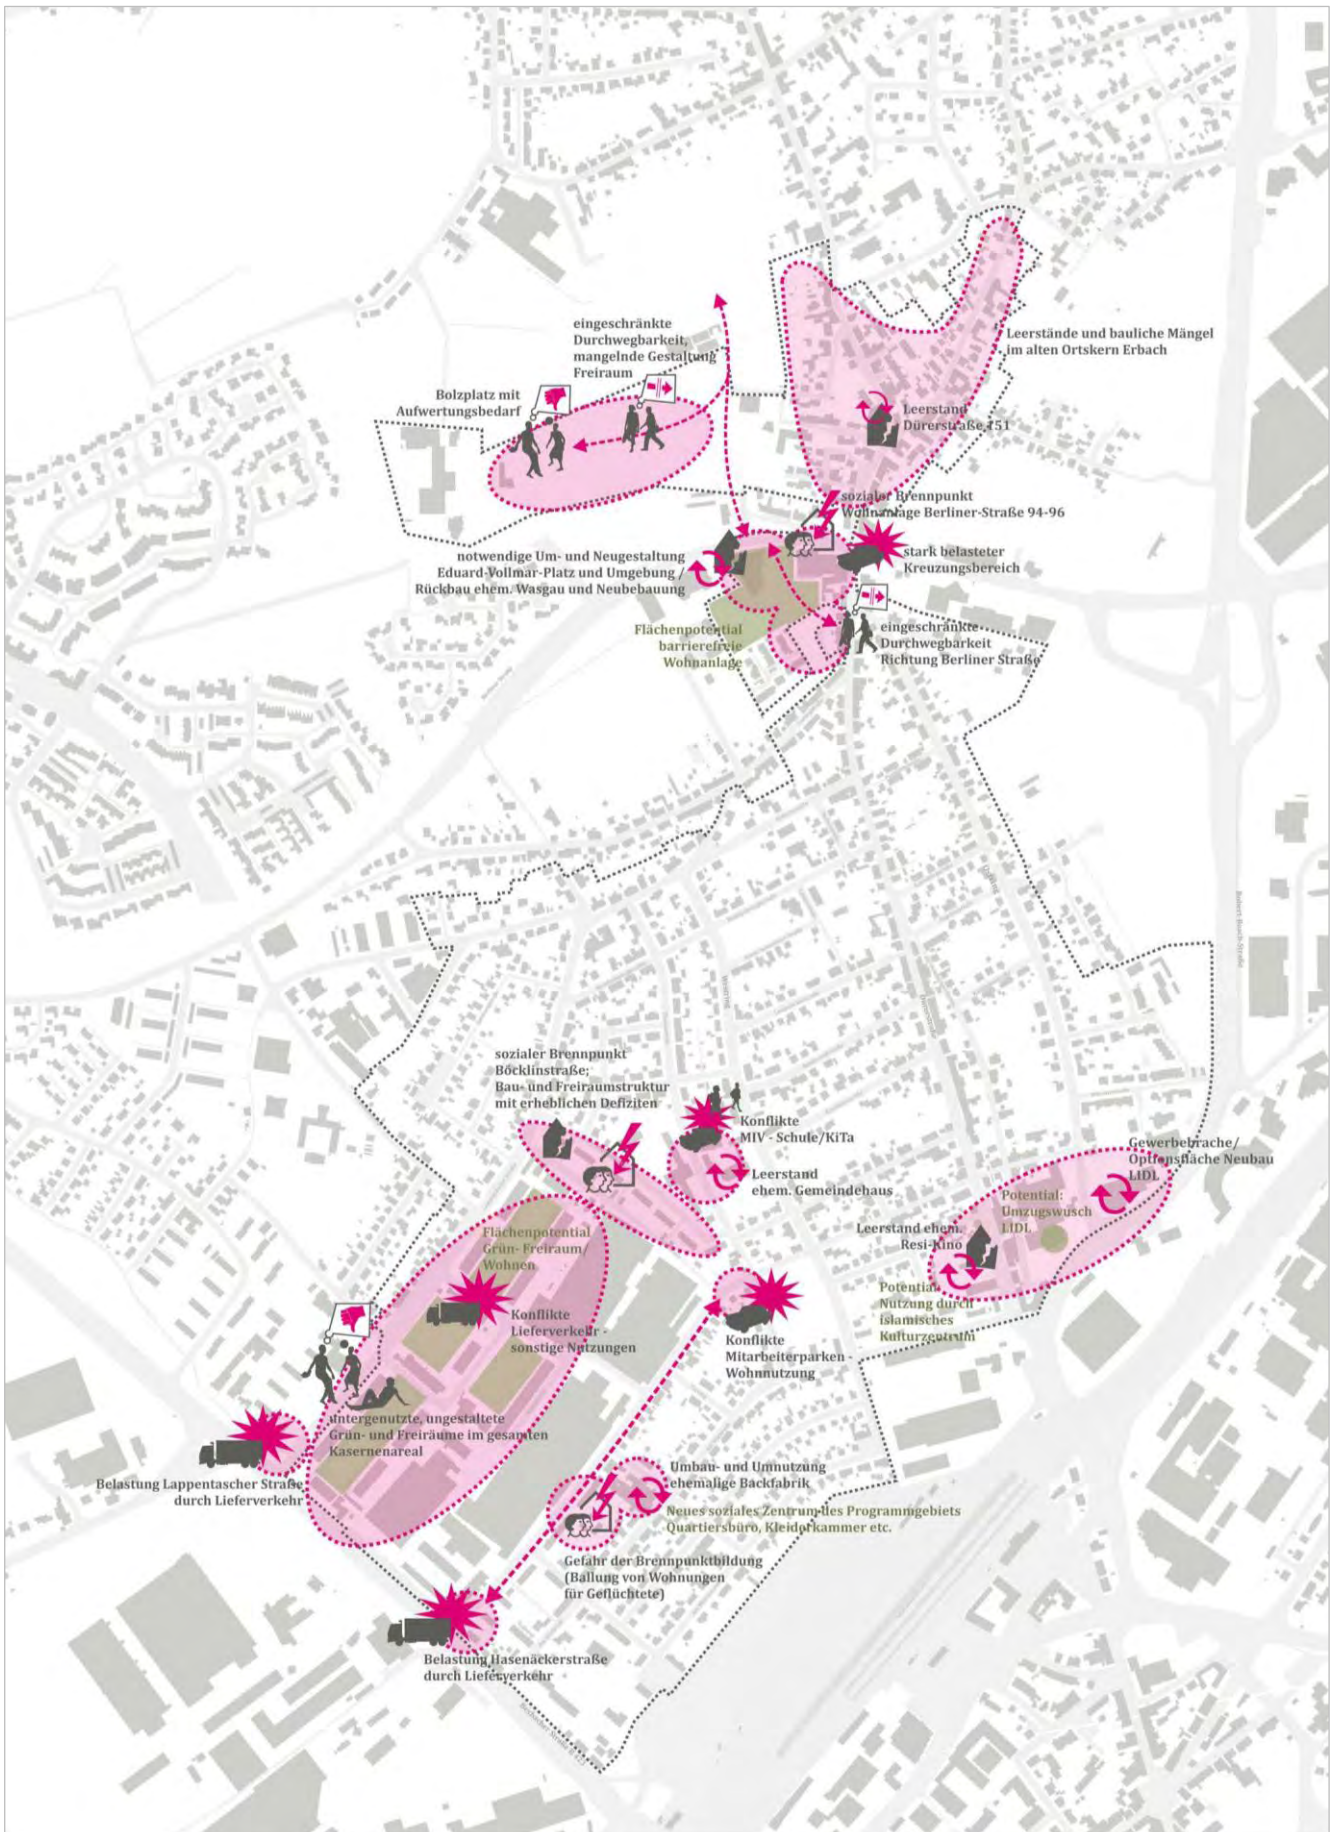 eingeschränkte
Durchwegbarkeit,
mangelnde Gestaltung
Freiraum
Leerstände und bauliche Mängel
im alten Ortskern Erbach
Bolzplatz mit
Aufwertungsbedarf
Leerstand
Dürerstraße 151
sozialer Brennpunkt
Wohnanlage Berliner-Straße 94-96
notwendige Um- und Neugestaltung
Eduard-Vollmar-Platz und Umgebung /
Rückbau ehem. Wasgau und Neubebauung
stark belasteter
Kreuzungsbereich
Flächenpotential
barrierefreie
Wohnanlage
eingeschränkte
Durchwegbarkeit
Richtung Berliner Straße
Robert-Bosch-Straße
sozialer Brennpunkt
Böcklinstraße;
Bau- und Freiraumstruktur
mit erheblichen Defiziten
Konflikte
MIV - Schule/KiTa
Leerstand
ehem. Gemeindehaus
Gewerbebrache/
Optionsfläche Neubau
LIDL
Potential:
Umzugswusch
LIDL
Leerstand ehem.
Resi-Kino
Potential:
Nutzung durch
islamisches
Kulturzentrum
Flächenpotential
Grün- Freiraum/
Wohnen
Konflikte
Lieferverkehr -
sonstige Nutzungen
Konflikte
Mitarbeiterparken -
Wohnnutzung
untergenutzte, ungestaltete
Grün- und Freiräume im gesamten
Kasernenareal
Belastung Lappentascher Straße
durch Lieferverkehr
Umbau- und Umnutzung
ehemalige Backfabrik
Neues soziales Zentrum des Programmgebiets
Quartiersbüro, Kleiderkammer etc.
Gefahr der Brennpunktbildung
(Ballung von Wohnungen
für Geflüchtete)
Belastung Hasenäckerstraße
durch Lieferverkehr